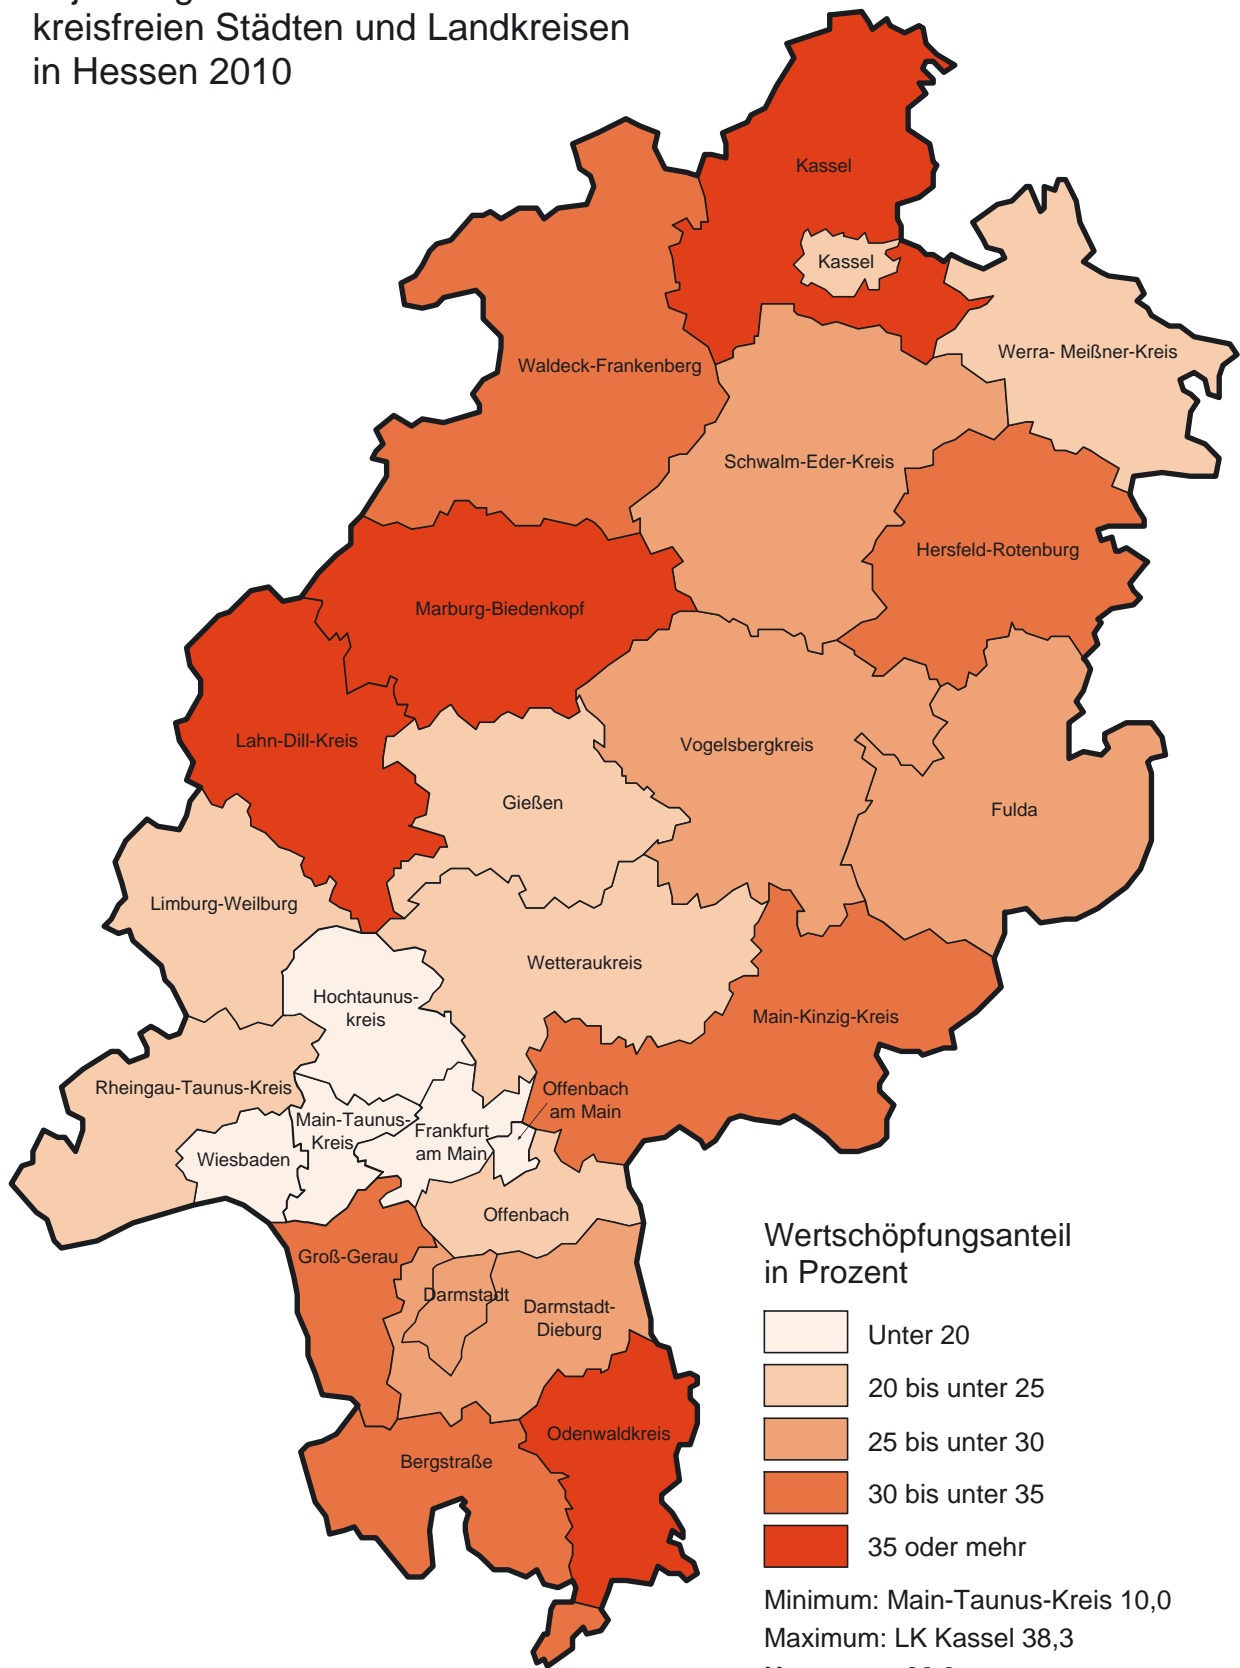 kreisfreien Städten und Landkreisen
in Hessen 2010
Kassel
Kassel
Werra- Meißner-Kreis
Waldeck-Frankenberg
Schwalm-Eder-Kreis
Hersfeld-Rotenburg
Marburg-Biedenkopf
Lahn-Dill-Kreis
Vogelsbergkreis
Gießen
Fulda
Limburg-Weilburg
Wetteraukreis
Hochtaunus-
kreis
Main-Kinzig-Kreis
Rheingau-Taunus-Kreis
Offenbach
am Main
Main-Taunus-
Kreis
Frankfurt
am Main
Wiesbaden
Offenbach
Groß-Gerau
Darmstadt
Darmstadt-
Dieburg
Odenwaldkreis
Bergstraße
Wertschöpfungsanteil
in Prozent
Unter 20
20 bis unter 25
25 bis unter 30
30 bis unter 35
35 oder mehr
Minimum: Main-Taunus-Kreis 10,0
Maximum: LK Kassel 38,3